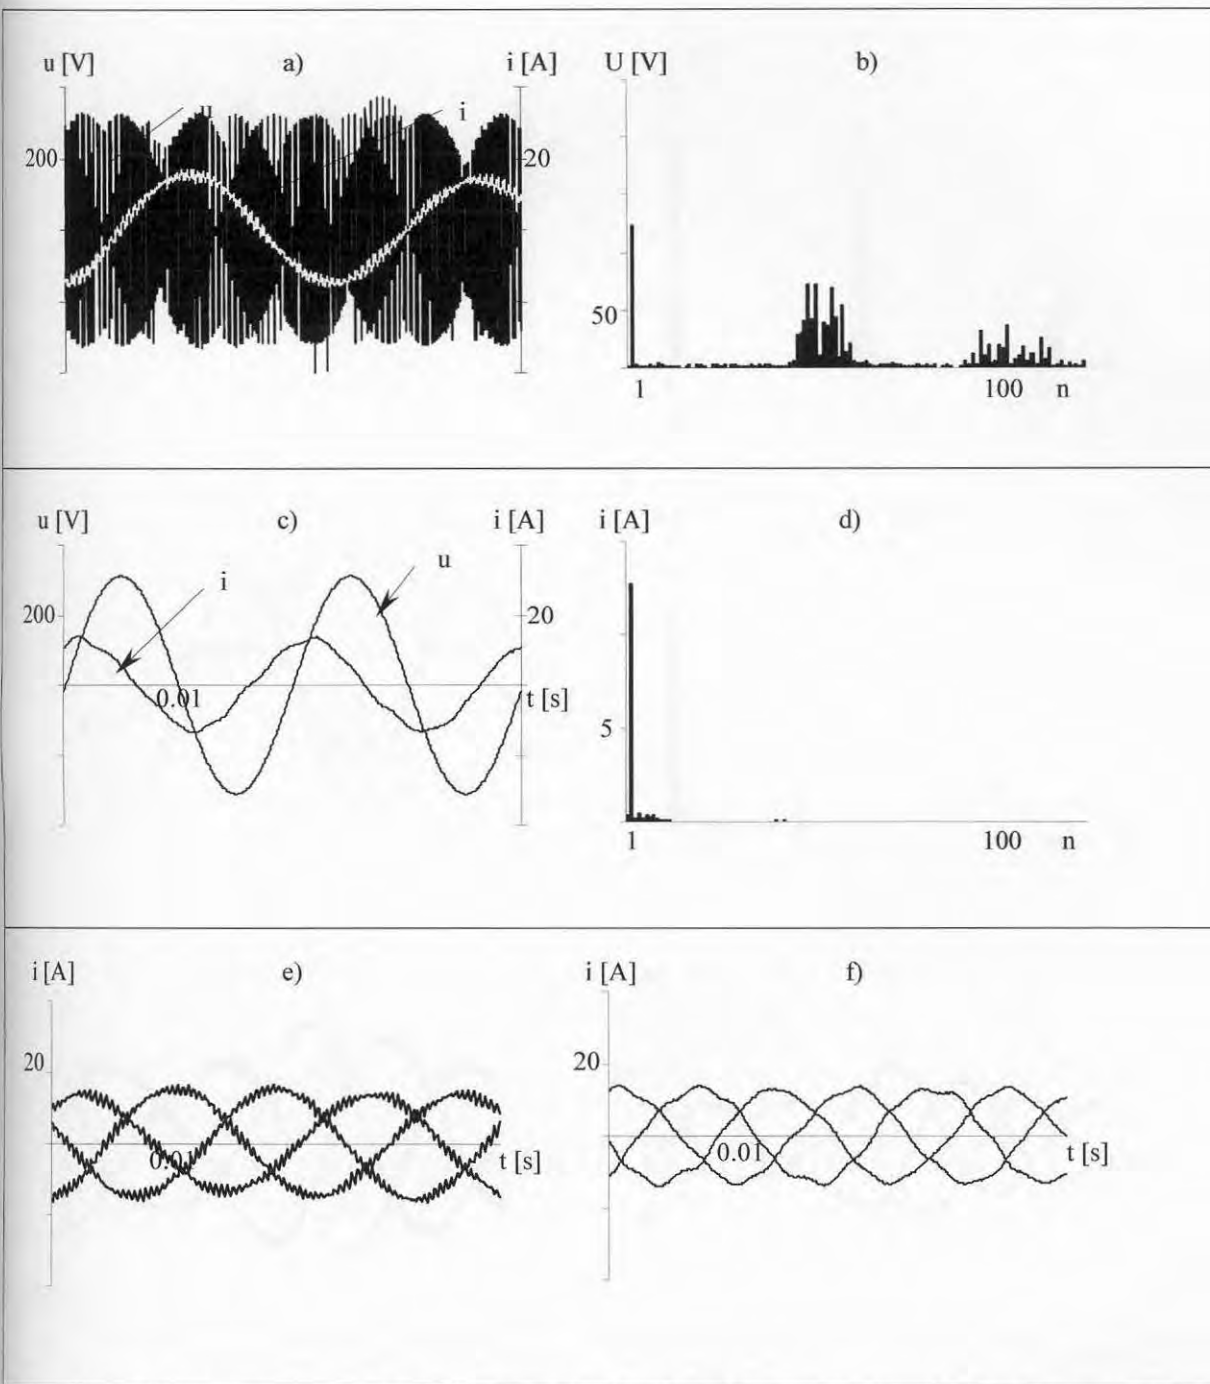 u [V] a) i [A] U [V] b)
u i
200 20
50
1 100 n
u [V] c) i [A] i [A] d)
u
i
200 20
0.01 t [s]
5
1 100 n
i [A] e) i [A] f)
20 20
0.01 t [s] 0.01 t [s]